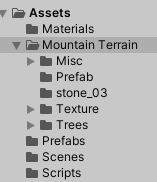 Assets
Materials
Mountain Terrain
Misc
Prefab
stone_03
Texture
Trees
Prefabs
Scenes
Scripts